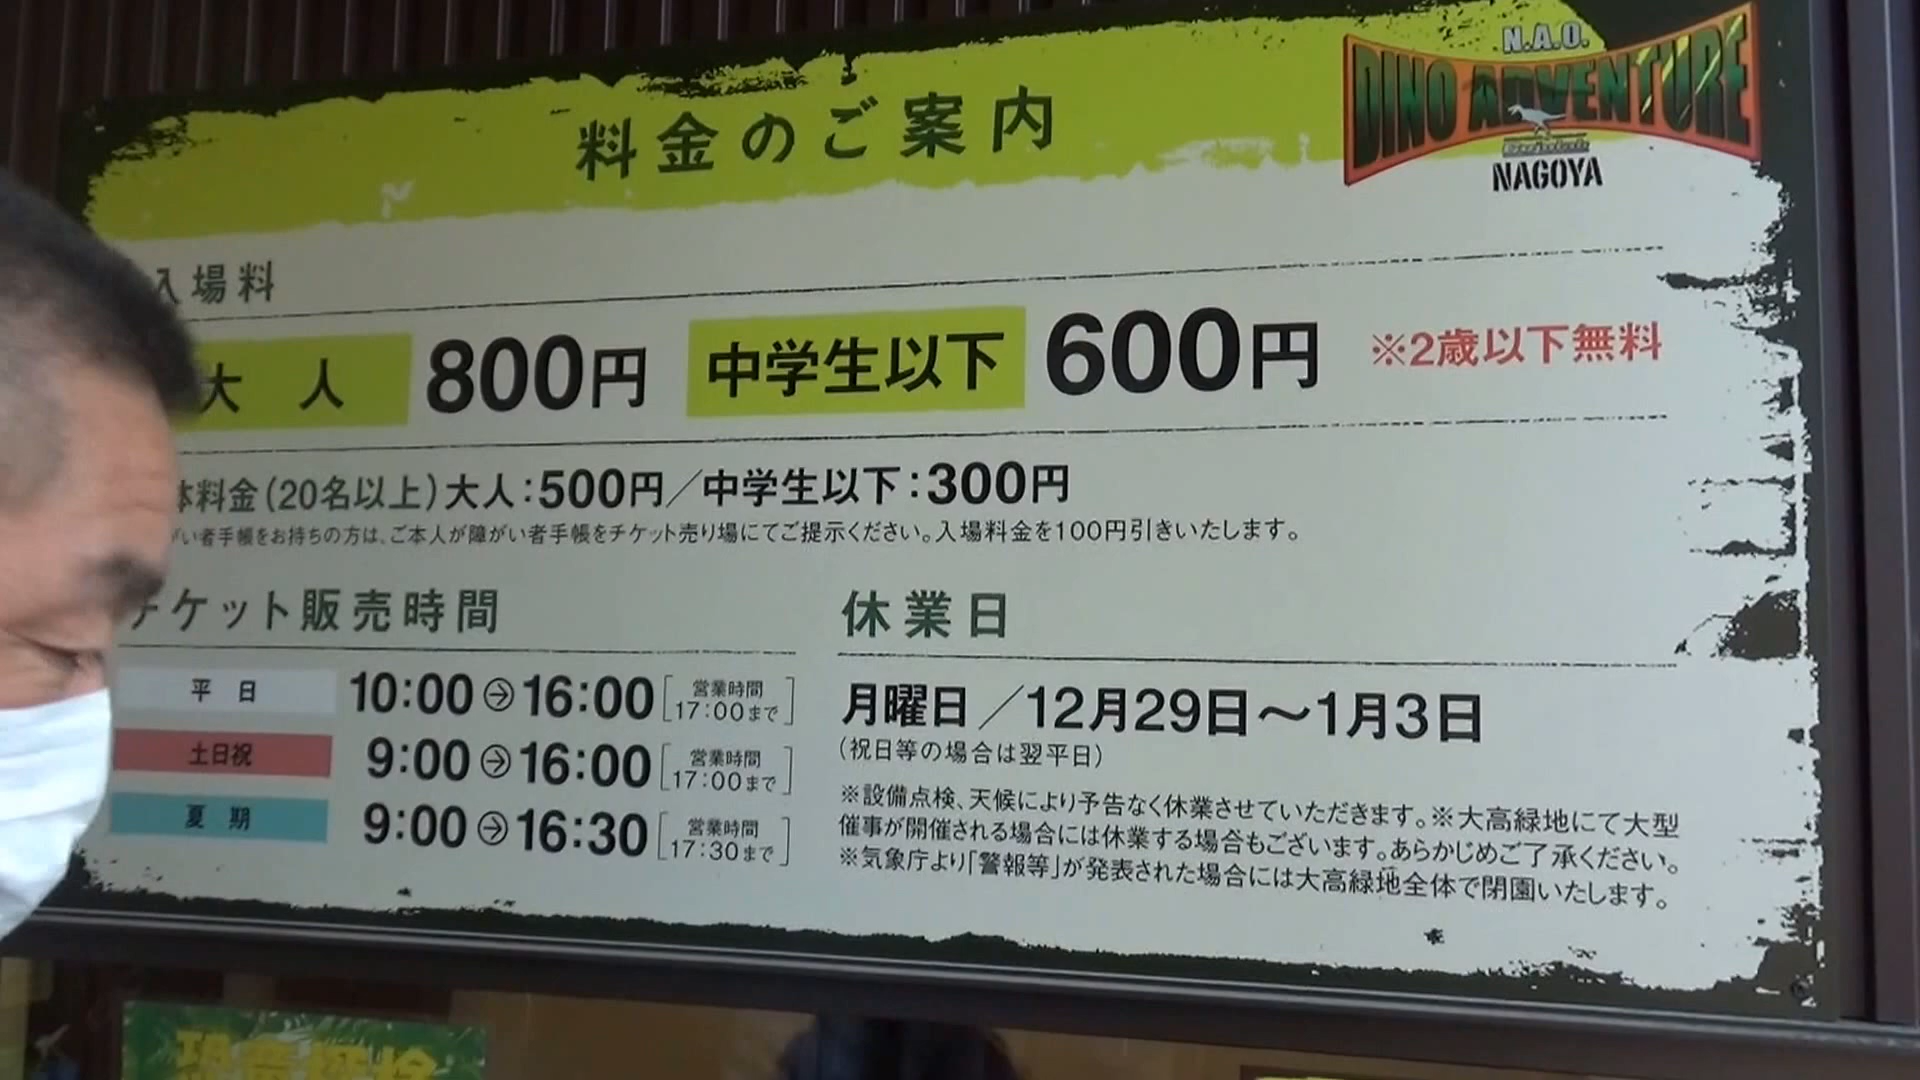 N.A.O.
DINO ADVENTURE
NAGOYA
料金のご案内
入場料
大人 800円 中学生以下 600円 ※2歳以下無料
体料金(20名以上)大人:500円／中学生以下:300円
がい者手帳をお持ちの方は、ご本人が障がい者手帳をチケット売り場にてご提示ください。入場料金を100円引きいたします。
チケット販売時間
平日 10:00→16:00 [営業時間 17:00まで]
土日祝 9:00→16:00 [営業時間 17:00まで]
夏期 9:00→16:30 [営業時間 17:30まで]
休業日
月曜日／12月29日〜1月3日
(祝日等の場合は翌平日)
※設備点検、天候により予告なく休業させていただきます。※大高緑地にて大型
催事が開催される場合には休業する場合もございます。あらかじめご了承ください。
※気象庁より「警報等」が発表された場合には大高緑地全体で閉園いたします。